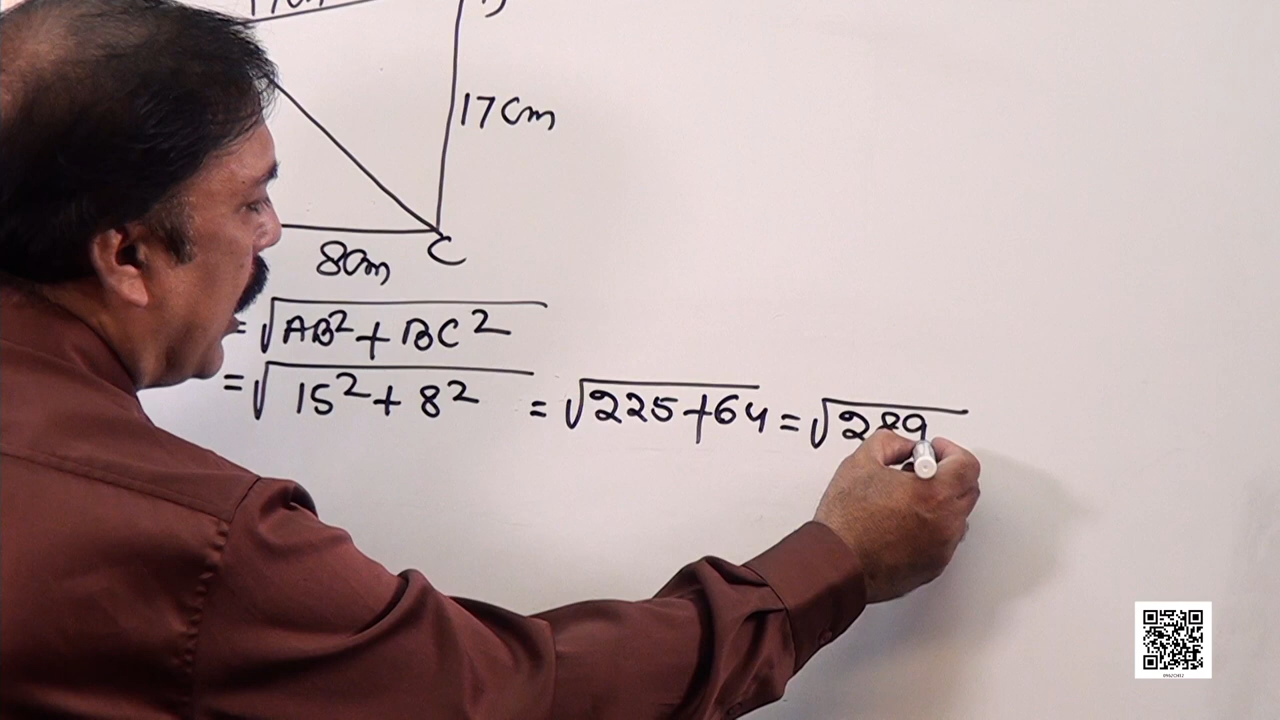 17cm
8cm
C
= √AB² + BC²
= √15² + 8² = √225+64 = √289